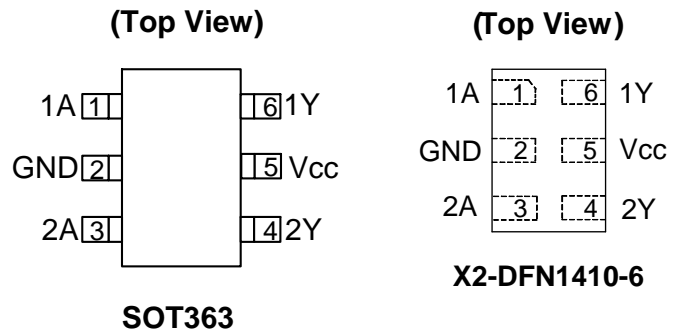 (Top View)
1A 1 6 1Y
GND 2 5 Vcc
2A 3 4 2Y
SOT363
(Top View)
1A 1 6 1Y
GND 2 5 Vcc
2A 3 4 2Y
X2-DFN1410-6